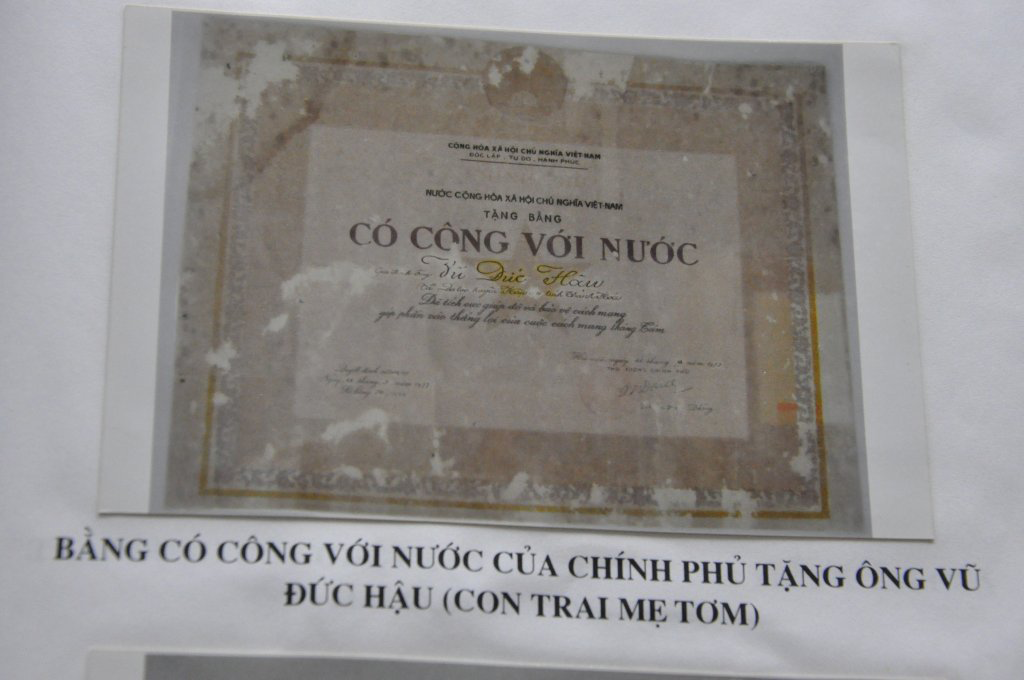 CỘNG HÒA XÃ HỘI CHỦ NGHĨA VIỆT-NAM
ĐỘC LẬP - TỰ DO - HẠNH PHÚC
NƯỚC CỘNG HÒA XÃ HỘI CHỦ NGHĨA VIỆT-NAM
TẶNG BẰNG
CÓ CÔNG VỚI NƯỚC
Vũ Đức Hậu
Đã tích cực giúp đỡ và bảo vệ cách mạng
góp phần vào thắng lợi của cuộc cách mạng tháng Tám
BẰNG CÓ CÔNG VỚI NƯỚC CỦA CHÍNH PHỦ TẶNG ÔNG VŨ
ĐỨC HẬU (CON TRAI MẸ TƠM)